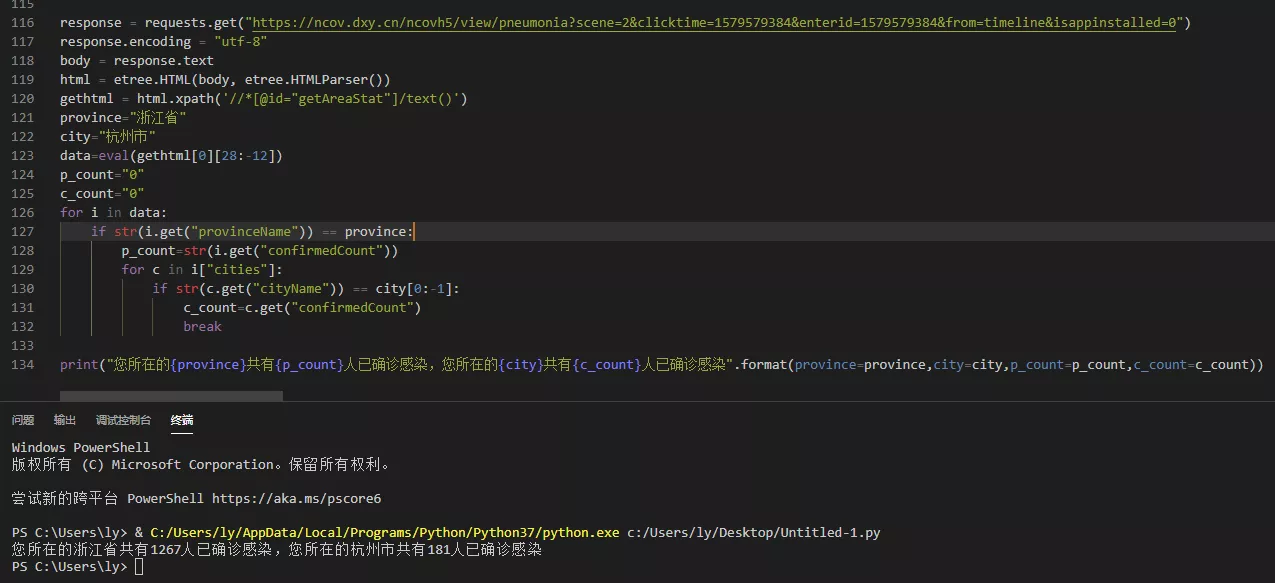 115
116 response = requests.get("https://ncov.dxy.cn/ncovh5/view/pneumonia?scene=2&clicktime=1579579384&enterid=1579579384&from=timeline&isappinstalled=0")
117 response.encoding = "utf-8"
118 body = response.text
119 html = etree.HTML(body, etree.HTMLParser())
120 gethtml = html.xpath('//*[@id="getAreaStat"]/text()')
121 province="浙江省"
122 city="杭州市"
123 data=eval(gethtml[0][28:-12])
124 p_count="0"
125 c_count="0"
126 for i in data:
127     if str(i.get("provinceName")) == province:
128         p_count=str(i.get("confirmedCount"))
129         for c in i["cities"]:
130             if str(c.get("cityName")) == city[0:-1]:
131                 c_count=c.get("confirmedCount")
132                 break
133
134 print("您所在的{province}共有{p_count}人已确诊感染，您所在的{city}共有{c_count}人已确诊感染".format(province=province,city=city,p_count=p_count,c_count=c_count))
问题 输出 调试控制台 终端
Windows PowerShell
版权所有 (C) Microsoft Corporation。保留所有权利。
尝试新的跨平台 PowerShell https://aka.ms/pscore6
PS C:\Users\ly> & C:/Users/ly/AppData/Local/Programs/Python/Python37/python.exe c:/Users/ly/Desktop/Untitled-1.py
您所在的浙江省共有1267人已确诊感染，您所在的杭州市共有181人已确诊感染
PS C:\Users\ly>